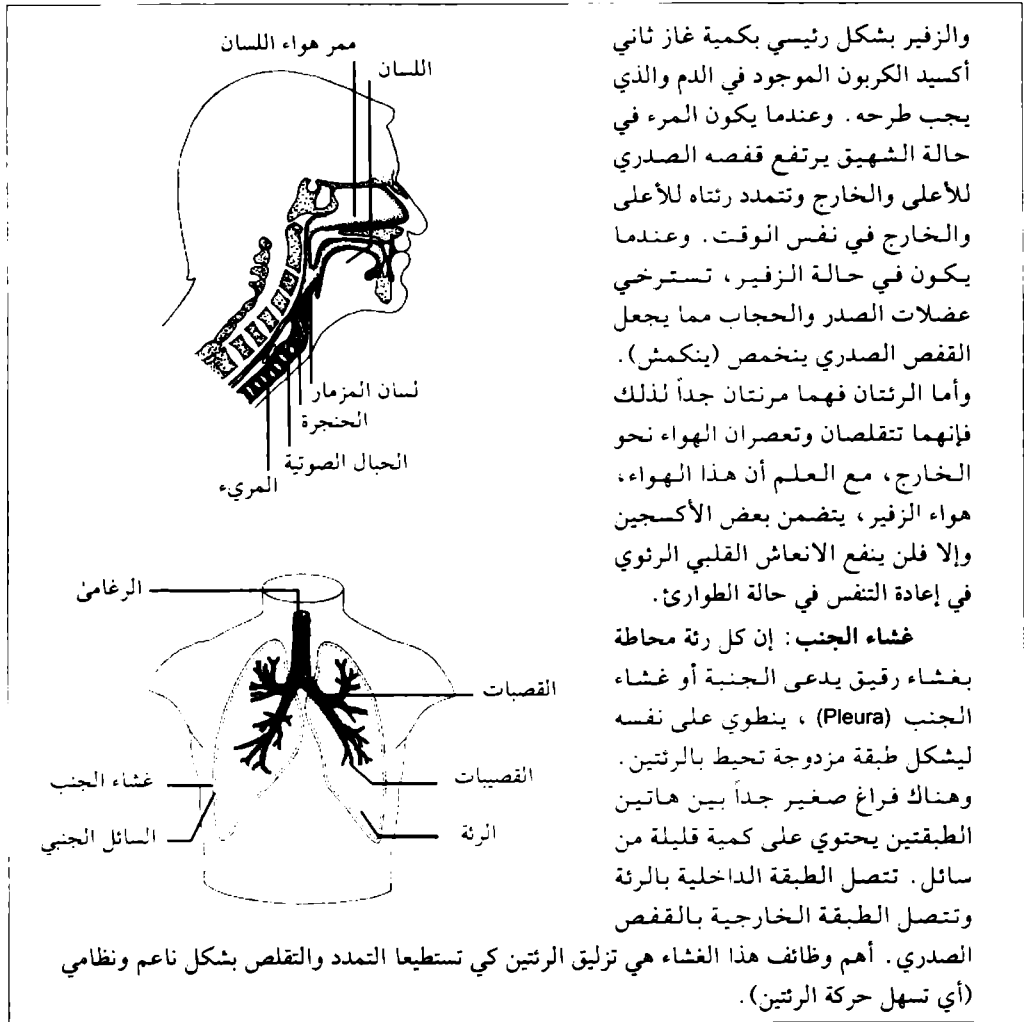 والزفير بشكل رئيسي بكمية غاز ثاني
أكسيد الكربون الموجود في الدم والذي
يجب طرحه. وعندما يكون المرء في
حالة الشهيق يرتفع قفصه الصدري
للأعلى والخارج وتتمدد رئتاه للأعلى
والخارج في نفس الوقت. وعندما
يكون في حالة الزفير، تسترخي
عضلات الصدر والحجاب مما يجعل
القفص الصدري ينخمص (ينكمش).
وأما الرئتان فهما مرنتان جداً لذلك
فإنهما تتقلصان وتعصران الهواء نحو
الخارج، مع العلم أن هذا الهواء،
هواء الزفير، يتضمن بعض الأكسجين
وإلا فلن ينفع الانعاش القلبي الرئوي
في إعادة التنفس في حالة الطوارئ.
غشاء الجنب: إن كل رئة محاطة
بغشاء رقيق يدعى الجنبة أو غشاء
الجنب (Pleura)، ينطوي على نفسه
ليشكل طبقة مزدوجة تحيط بالرئتين.
وهناك فراغ صغير جداً بين هاتين
الطبقتين يحتوي على كمية قليلة من
سائل. تتصل الطبقة الداخلية بالرئة
وتتصل الطبقة الخارجية بالقفص
الصدري. أهم وظائف هذا الغشاء هي تزليق الرئتين كي تستطيعا التمدد والتقلص بشكل ناعم ونظامي
(أي تسهل حركة الرئتين).
ممر هواء اللسان
اللسان
لسان المزمار
الحنجرة
الحبال الصوتية
المريء
الرغامى
القصبات
القصيبات
غشاء الجنب
الرئة
السائل الجنبي